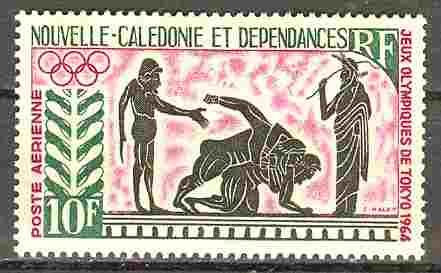 NOUVELLE-CALEDONIE ET DEPENDANCES
RF
JEUX OLYMPIQUES DE TOKYO 1964
POSTE AERIENNE
10F